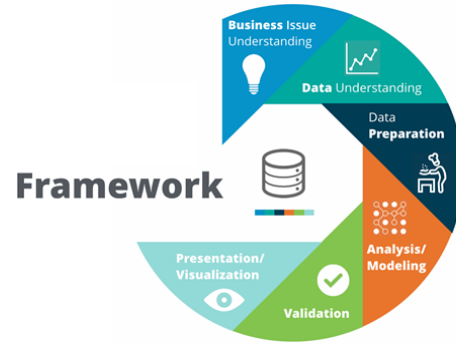 Business Issue
Understanding
Data Understanding
Data
Preparation
Framework
Analysis/
Modeling
Presentation/
Visualization
Validation